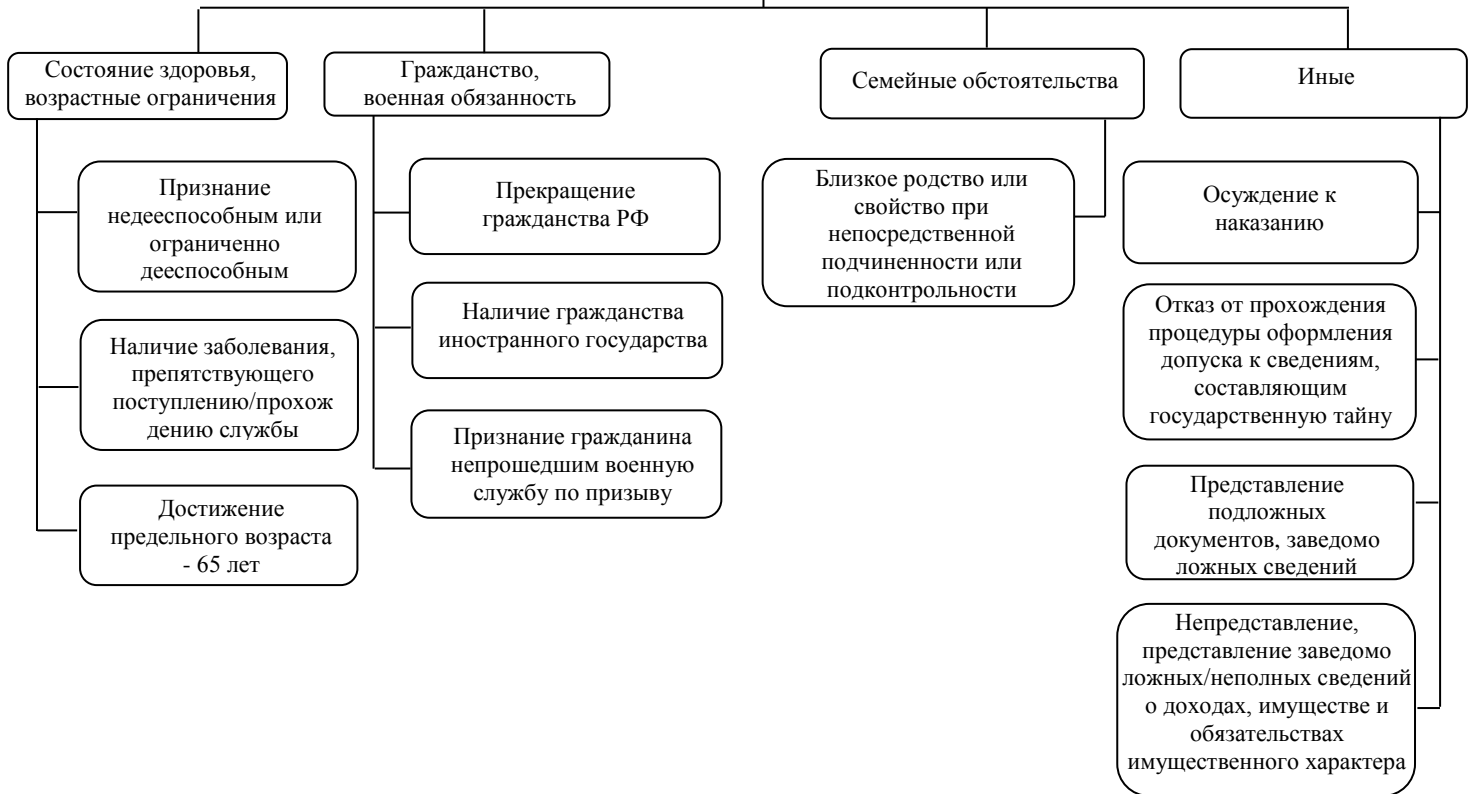 Состояние здоровья,
возрастные ограничения
Признание
недееспособным или
ограниченно
дееспособным
Наличие заболевания,
препятствующего
поступлению/прохож
дению службы
Достижение
предельного возраста
- 65 лет
Гражданство,
военная обязанность
Прекращение
гражданства РФ
Наличие гражданства
иностранного государства
Признание гражданина
непрошедшим военную
службу по призыву
Семейные обстоятельства
Близкое родство или
свойство при
непосредственной
подчиненности или
подконтрольности
Иные
Осуждение к
наказанию
Отказ от прохождения
процедуры оформления
допуска к сведениям,
составляющим
государственную тайну
Представление
подложных
документов, заведомо
ложных сведений
Непредставление,
представление заведомо
ложных/неполных сведений
о доходах, имуществе и
обязательствах
имущественного характера